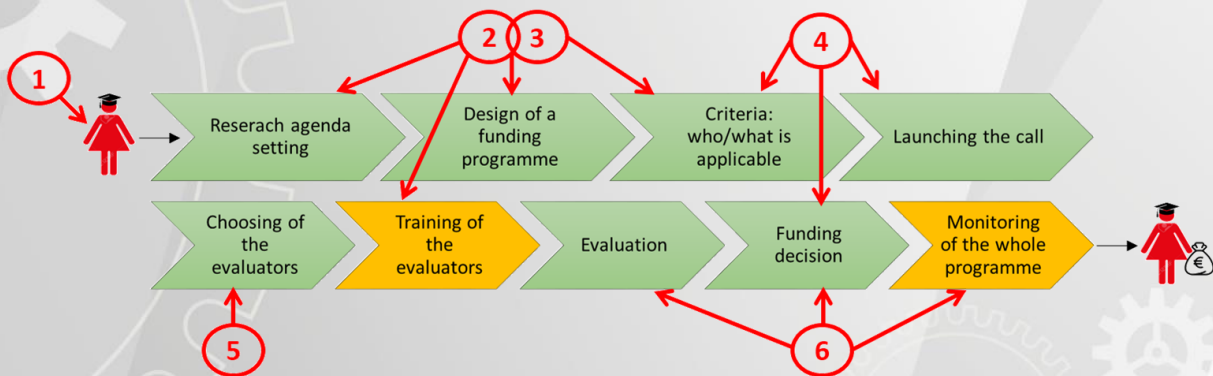 2 3 4
1
Reserach agenda
setting
Design of a
funding
programme
Criteria:
who/what is
applicable
Launching the call
Choosing of
the
evaluators
Training of
the
evaluators
Evaluation
Funding
decision
Monitoring
of the whole
programme
€
5 6